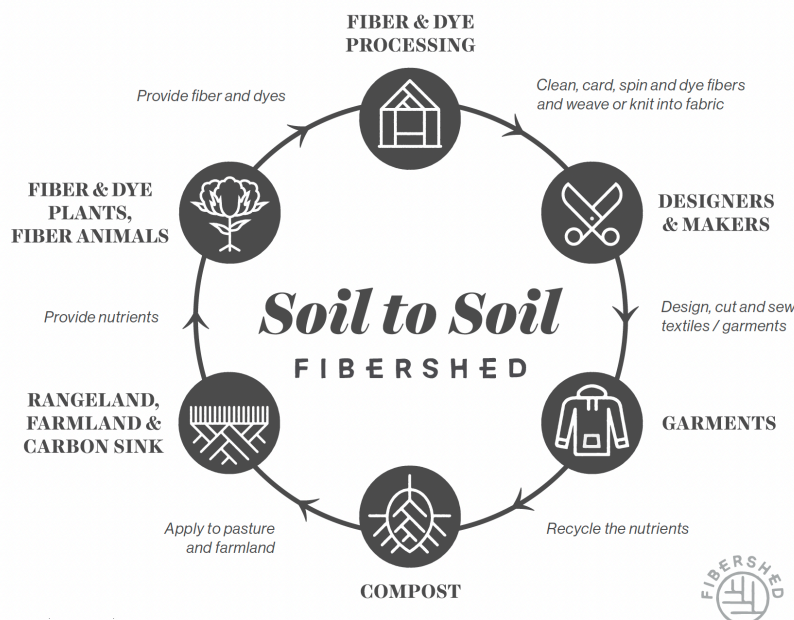 FIBER & DYE
PROCESSING
Provide fiber and dyes
Clean, card, spin and dye fibers
and weave or knit into fabric
FIBER & DYE
PLANTS,
FIBER ANIMALS
DESIGNERS
& MAKERS
Provide nutrients
Soil to Soil
FIBERSHED
Design, cut and sew
textiles / garments
RANGELAND,
FARMLAND &
CARBON SINK
GARMENTS
Apply to pasture
and farmland
Recycle the nutrients
COMPOST
FIBERSHED